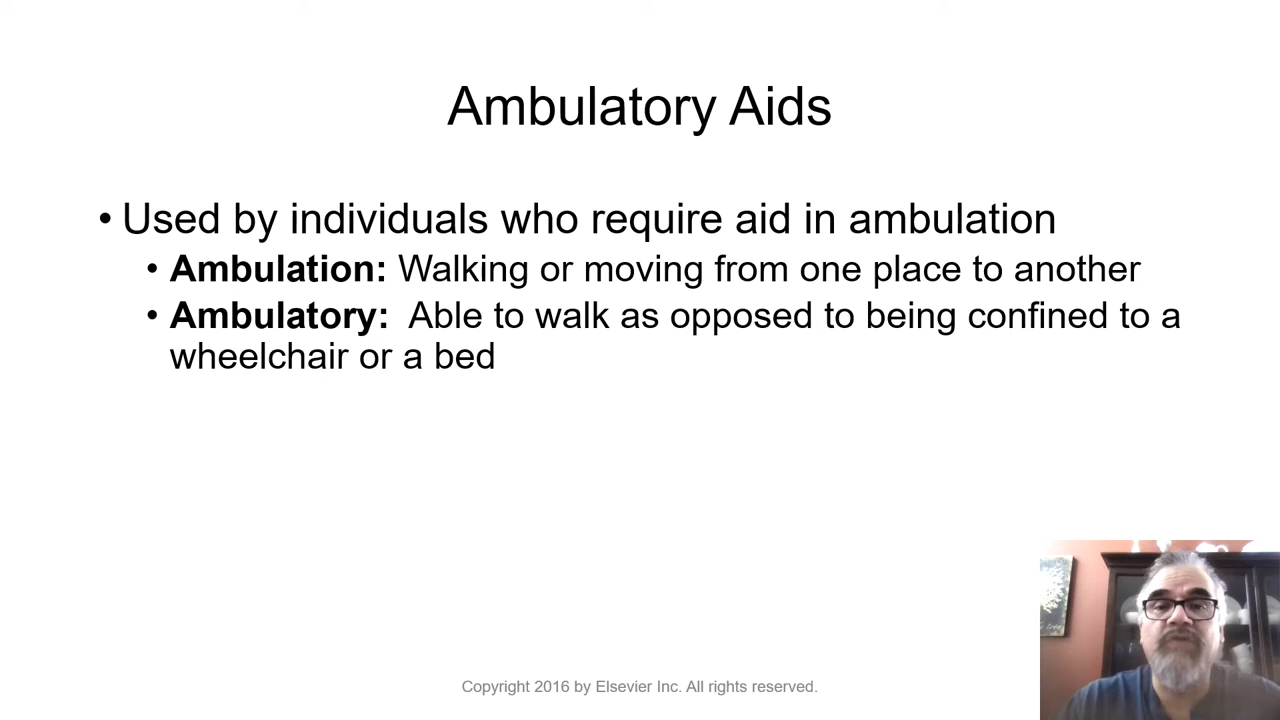 Ambulatory Aids
• Used by individuals who require aid in ambulation
• Ambulation: Walking or moving from one place to another
• Ambulatory:  Able to walk as opposed to being confined to a
wheelchair or a bed
Copyright 2016 by Elsevier Inc. All rights reserved.